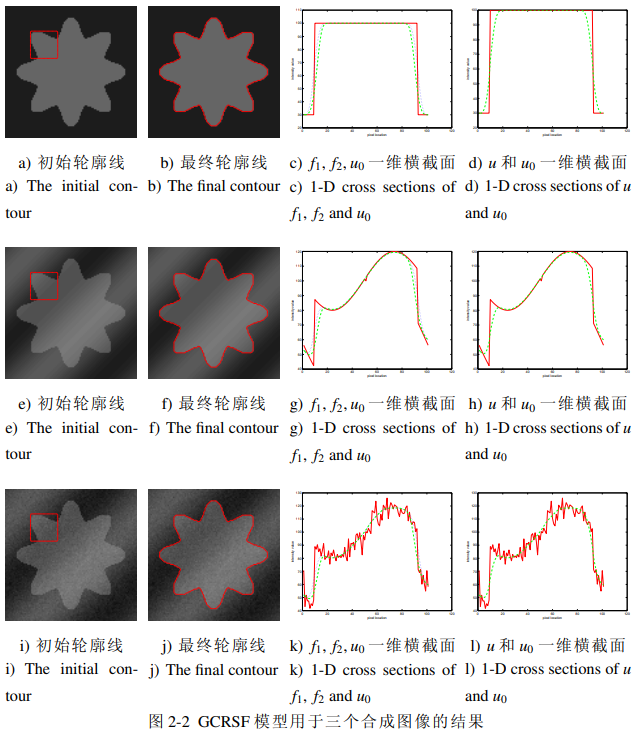 a) 初始轮廓线 b) 最终轮廓线 c) f1, f2, u0 一维横截面 d) u 和 u0 一维横截面
a) The initial con- b) The final contour c) 1-D cross sections of d) 1-D cross sections of u
tour f1, f2 and u0 and u0
e) 初始轮廓线 f) 最终轮廓线 g) f1, f2, u0 一维横截面 h) u 和 u0 一维横截面
e) The initial con- f) The final contour g) 1-D cross sections of h) 1-D cross sections of u
tour f1, f2 and u0 and u0
i) 初始轮廓线 j) 最终轮廓线 k) f1, f2, u0 一维横截面 l) u 和 u0 一维横截面
i) The initial con- j) The final contour k) 1-D cross sections of l) 1-D cross sections of u
tour f1, f2 and u0 and u0
图 2-2 GCRSF 模型用于三个合成图像的结果